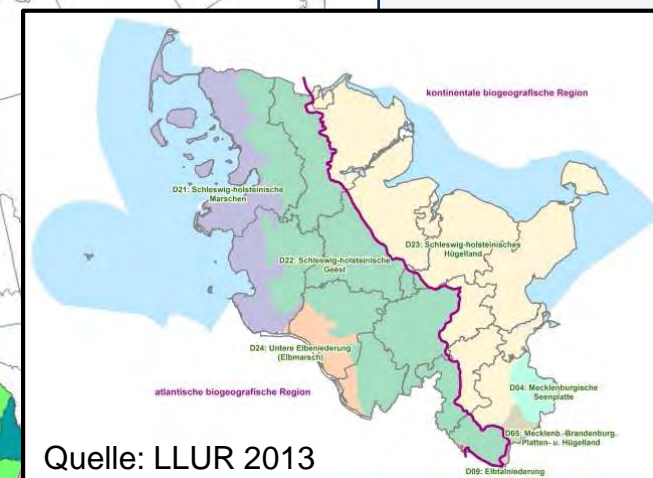 kontinentale biogeografische Region
D21: Schleswig-holsteinische
Marschen
D23: Schleswig-holsteinisches
Hügelland
D22: Schleswig-holsteinische
Geest
D24: Untere Elbeniederung
(Elbmarsch)
atlantische biogeografische Region
D04: Mecklenburgische
Seenplatte
D05: Mecklenb.-Brandenburg.
Platten- u. Hügelland
D09: Elbtalniederung
Quelle: LLUR 2013